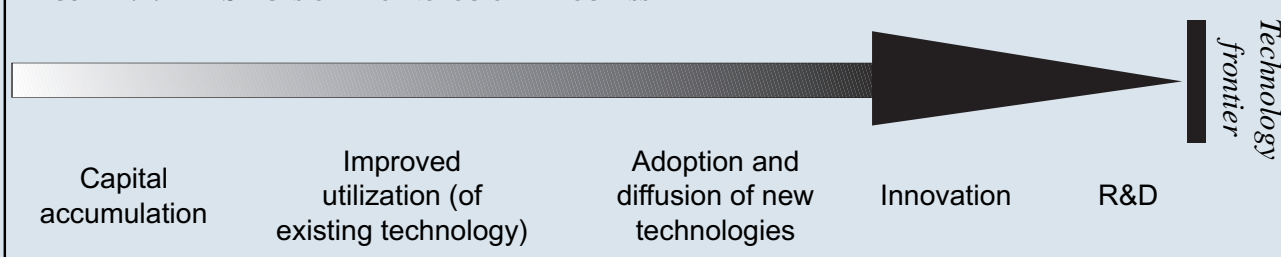 Capital
accumulation
Improved
utilization (of
existing technology)
Adoption and
diffusion of new
technologies
Innovation
R&D
Technology
frontier